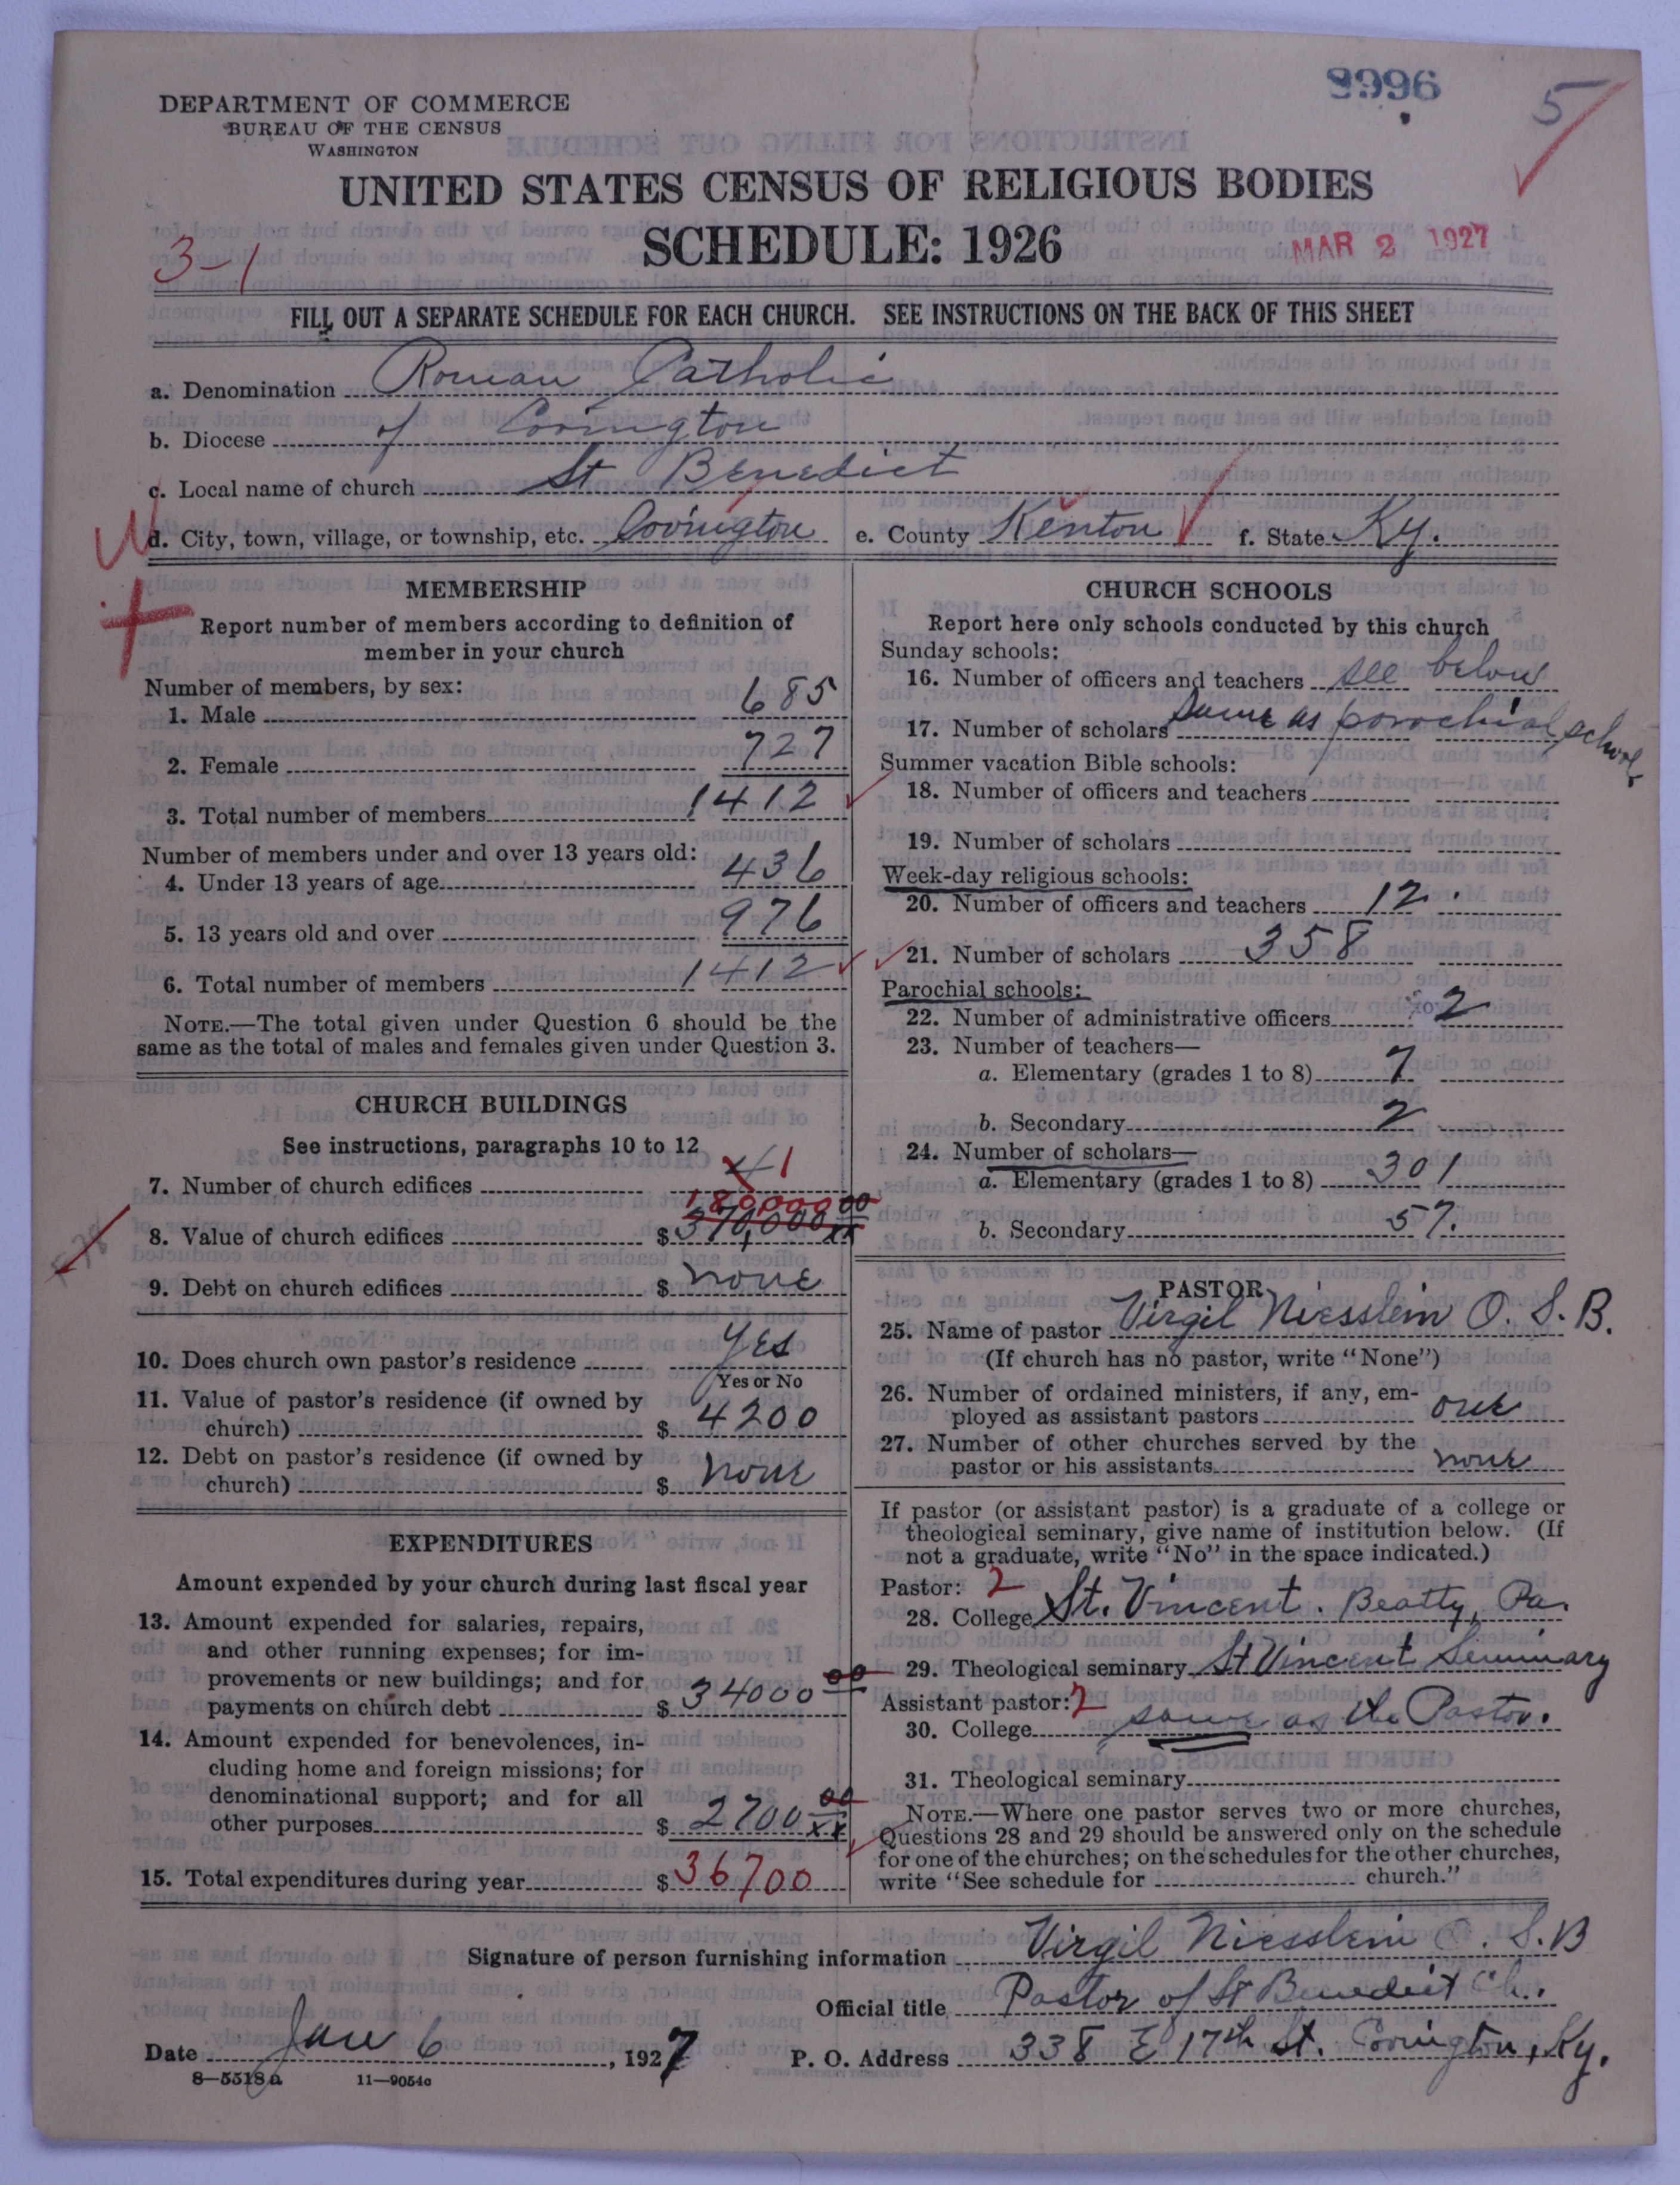 DEPARTMENT OF COMMERCE
BUREAU OF THE CENSUS
WASHINGTON
8996
5
UNITED STATES CENSUS OF RELIGIOUS BODIES
SCHEDULE: 1926
MAR 2 1927
3-1
FILL OUT A SEPARATE SCHEDULE FOR EACH CHURCH. SEE INSTRUCTIONS ON THE BACK OF THIS SHEET
a. Denomination Roman Catholic
b. Diocese of Covington
c. Local name of church St Benedict
d. City, town, village, or township, etc. Covington e. County Kenton f. State Ky.
MEMBERSHIP
Report number of members according to definition of
member in your church
Number of members, by sex:
1. Male 685
2. Female 727
3. Total number of members 1412
Number of members under and over 13 years old:
4. Under 13 years of age 436
5. 13 years old and over 976
6. Total number of members 1412
NOTE.—The total given under Question 6 should be the
same as the total of males and females given under Question 3.
CHURCH BUILDINGS
See instructions, paragraphs 10 to 12
7. Number of church edifices 4 1
180,000 00
8. Value of church edifices $ 370,000 xx
9. Debt on church edifices $ none
10. Does church own pastor's residence Yes
Yes or No
11. Value of pastor's residence (if owned by
church) $ 4200
12. Debt on pastor's residence (if owned by
church) $ none
EXPENDITURES
Amount expended by your church during last fiscal year
13. Amount expended for salaries, repairs,
and other running expenses; for im-
provements or new buildings; and for
payments on church debt $ 34000 00
14. Amount expended for benevolences, in-
cluding home and foreign missions; for
denominational support; and for all
other purposes $ 2700 00 xx
15. Total expenditures during year $ 36700
CHURCH SCHOOLS
Report here only schools conducted by this church
Sunday schools:
16. Number of officers and teachers see below
17. Number of scholars same as parochial school
Summer vacation Bible schools:
18. Number of officers and teachers
19. Number of scholars
Week-day religious schools:
20. Number of officers and teachers 12
21. Number of scholars 358
Parochial schools:
22. Number of administrative officers 2
23. Number of teachers—
a. Elementary (grades 1 to 8) 7
b. Secondary 2
24. Number of scholars—
a. Elementary (grades 1 to 8) 301
b. Secondary 57.
PASTOR
25. Name of pastor Virgil Niesslein O. S. B.
(If church has no pastor, write "None")
26. Number of ordained ministers, if any, em-
ployed as assistant pastors one
27. Number of other churches served by the
pastor or his assistants none
If pastor (or assistant pastor) is a graduate of a college or
theological seminary, give name of institution below. (If
not a graduate, write "No" in the space indicated.)
Pastor: 2
28. College St. Vincent. Beatty, Pa.
29. Theological seminary St Vincent Seminary
Assistant pastor: 2
30. College same as the Pastor.
31. Theological seminary
NOTE.—Where one pastor serves two or more churches,
Questions 28 and 29 should be answered only on the schedule
for one of the churches; on the schedules for the other churches,
write "See schedule for church."
Signature of person furnishing information Virgil Niesslein O. S. B
Official title Pastor of St Benedict Ch.
Date Jan 6, 1927 P. O. Address 338 E 17th St. Covington, Ky.
8—5518a 11—9054c